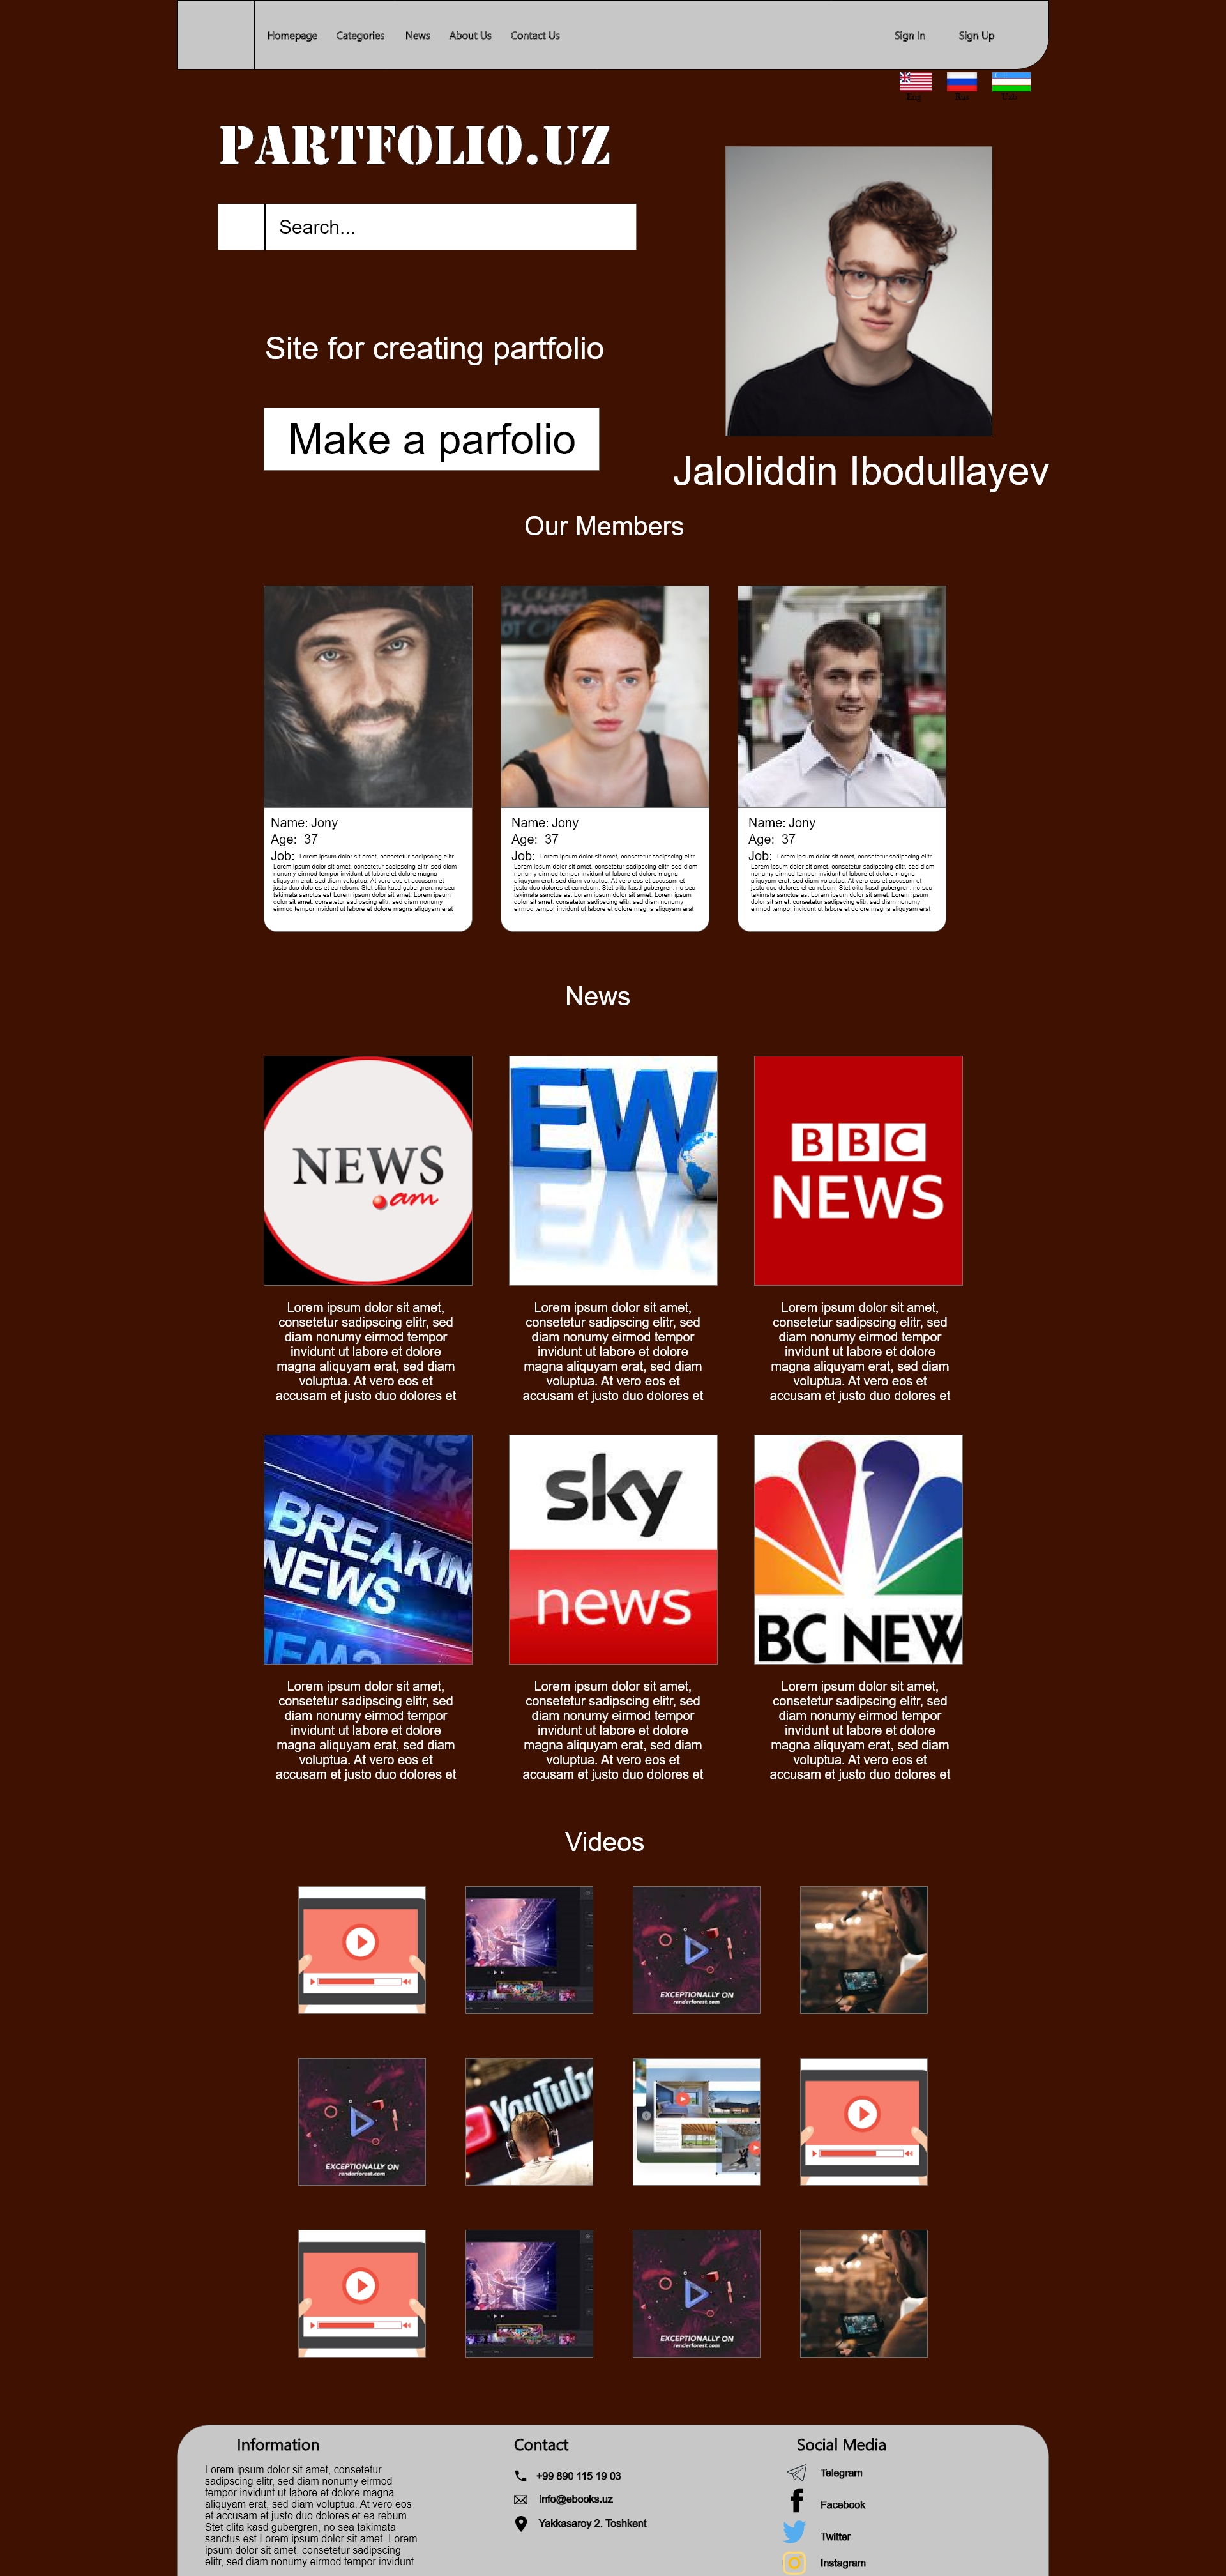 Homepage Categories News About Us Contact Us Sign In Sign Up
Eng Rus Uzb
PARTFOLIO.UZ
Search...
Site for creating partfolio
Make a parfolio
Jaloliddin Ibodullayev
Our Members
Name: Jony
Age: 37
Job: Lorem ipsum dolor sit amet, consetetur sadipscing elitr
Lorem ipsum dolor sit amet, consetetur sadipscing elitr, sed diam
nonumy eirmod tempor invidunt ut labore et dolore magna
aliquyam erat, sed diam voluptua. At vero eos et accusam et
justo duo dolores et ea rebum. Stet clita kasd gubergren, no sea
takimata sanctus est Lorem ipsum dolor sit amet. Lorem ipsum
dolor sit amet, consetetur sadipscing elitr, sed diam nonumy
eirmod tempor invidunt ut labore et dolore magna aliquyam erat
CREAM
Name: Jony
Age: 37
Job: Lorem ipsum dolor sit amet, consetetur sadipscing elitr
Lorem ipsum dolor sit amet, consetetur sadipscing elitr, sed diam
nonumy eirmod tempor invidunt ut labore et dolore magna
aliquyam erat, sed diam voluptua. At vero eos et accusam et
justo duo dolores et ea rebum. Stet clita kasd gubergren, no sea
takimata sanctus est Lorem ipsum dolor sit amet. Lorem ipsum
dolor sit amet, consetetur sadipscing elitr, sed diam nonumy
eirmod tempor invidunt ut labore et dolore magna aliquyam erat
Name: Jony
Age: 37
Job: Lorem ipsum dolor sit amet, consetetur sadipscing elitr
Lorem ipsum dolor sit amet, consetetur sadipscing elitr, sed diam
nonumy eirmod tempor invidunt ut labore et dolore magna
aliquyam erat, sed diam voluptua. At vero eos et accusam et
justo duo dolores et ea rebum. Stet clita kasd gubergren, no sea
takimata sanctus est Lorem ipsum dolor sit amet. Lorem ipsum
dolor sit amet, consetetur sadipscing elitr, sed diam nonumy
eirmod tempor invidunt ut labore et dolore magna aliquyam erat
News
NEWS
.am
EW
BBC
NEWS
Lorem ipsum dolor sit amet,
consetetur sadipscing elitr, sed
diam nonumy eirmod tempor
invidunt ut labore et dolore
magna aliquyam erat, sed diam
voluptua. At vero eos et
accusam et justo duo dolores et
Lorem ipsum dolor sit amet,
consetetur sadipscing elitr, sed
diam nonumy eirmod tempor
invidunt ut labore et dolore
magna aliquyam erat, sed diam
voluptua. At vero eos et
accusam et justo duo dolores et
Lorem ipsum dolor sit amet,
consetetur sadipscing elitr, sed
diam nonumy eirmod tempor
invidunt ut labore et dolore
magna aliquyam erat, sed diam
voluptua. At vero eos et
accusam et justo duo dolores et
BREAKIN
NEWS
sky
news
BC NEW
Lorem ipsum dolor sit amet,
consetetur sadipscing elitr, sed
diam nonumy eirmod tempor
invidunt ut labore et dolore
magna aliquyam erat, sed diam
voluptua. At vero eos et
accusam et justo duo dolores et
Lorem ipsum dolor sit amet,
consetetur sadipscing elitr, sed
diam nonumy eirmod tempor
invidunt ut labore et dolore
magna aliquyam erat, sed diam
voluptua. At vero eos et
accusam et justo duo dolores et
Lorem ipsum dolor sit amet,
consetetur sadipscing elitr, sed
diam nonumy eirmod tempor
invidunt ut labore et dolore
magna aliquyam erat, sed diam
voluptua. At vero eos et
accusam et justo duo dolores et
Videos
EXCEPTIONALLY ON
renderforest.com
EXCEPTIONALLY ON
renderforest.com
YouTube
EXCEPTIONALLY ON
renderforest.com
Information
Lorem ipsum dolor sit amet, consetetur
sadipscing elitr, sed diam nonumy eirmod
tempor invidunt ut labore et dolore magna
aliquyam erat, sed diam voluptua. At vero eos
et accusam et justo duo dolores et ea rebum.
Stet clita kasd gubergren, no sea takimata
sanctus est Lorem ipsum dolor sit amet. Lorem
ipsum dolor sit amet, consetetur sadipscing
elitr, sed diam nonumy eirmod tempor invidunt
Contact
+99 890 115 19 03
Info@ebooks.uz
Yakkasaroy 2. Toshkent
Social Media
Telegram
Facebook
Twitter
Instagram